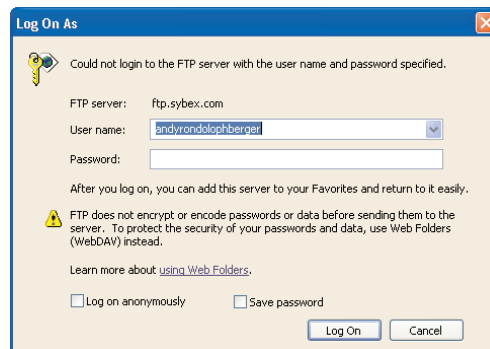 Log On As
Could not login to the FTP server with the user name and password specified.
FTP server: ftp.sybex.com
User name: andyrondolophberger
Password:
After you log on, you can add this server to your Favorites and return to it easily.
FTP does not encrypt or encode passwords or data before sending them to the
server. To protect the security of your passwords and data, use Web Folders
(WebDAV) instead.
Learn more about using Web Folders.
Log on anonymously Save password
Log On Cancel